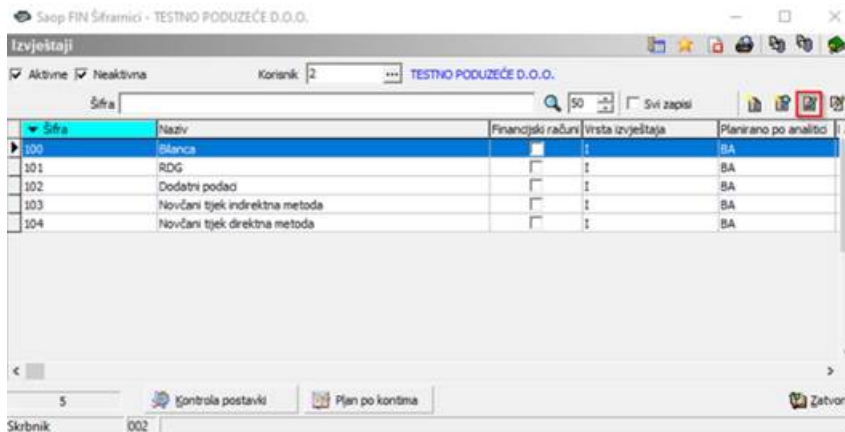 Saop FIN Šifrarnici - TESTNO PODUZEĆE D.O.O.
Izvještaji
Aktivne Neaktivna Korisnik 2 ... TESTNO PODUZEĆE D.O.O.
Šifra 50 Svi zapisi
Šifra Naziv Financijski računi Vrsta izvještaja Planirano po analitici
100 Bilanca I BA
101 RDG I BA
102 Dodatni podaci I BA
103 Novčani tijek indirektna metoda I BA
104 Novčani tijek direktna metoda I BA
5 Kontrola postavki Plan po kontima Zatvor
Skrbnik 002